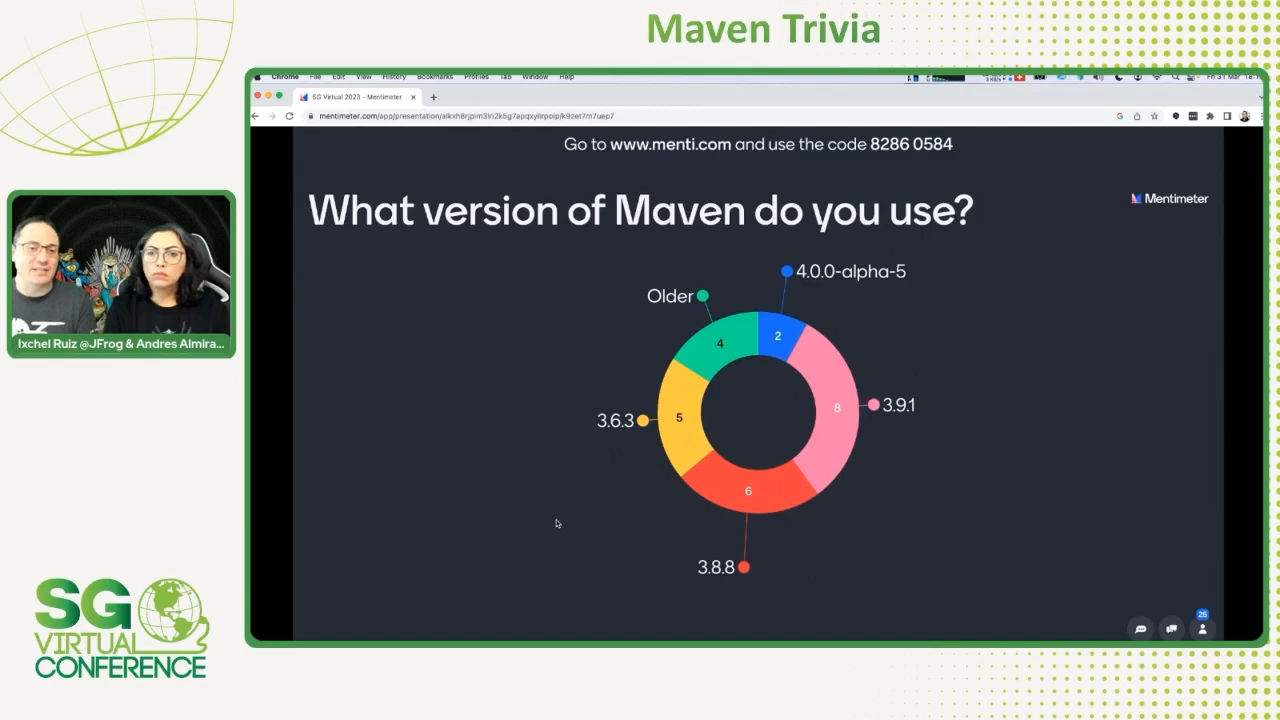 Maven Trivia
Chrome File Edit View History Bookmarks Profiles Tab Window Help
Fri 31 Mar
SG Virtual 2023 - Mentimeter
Go to www.menti.com and use the code 8286 0584
What version of Maven do you use?
Mentimeter
4.0.0-alpha-5
Older
2
4
8
3.9.1
3.6.3
5
6
3.8.8
25
Ixchel Ruiz @JFrog & Andres Almira...
SG
VIRTUAL
CONFERENCE